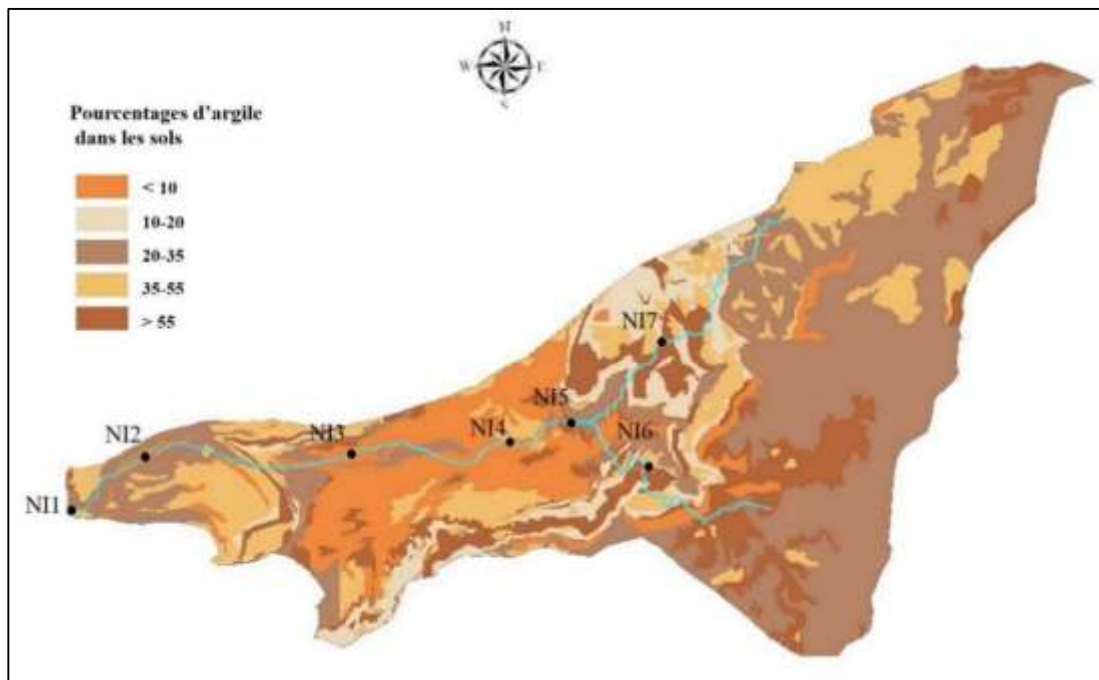 N
W E
S
Pourcentages d'argile
dans les sols
< 10
10-20
20-35
35-55
> 55
NI7
NI5
NI4
NI6
NI3
NI2
NI1